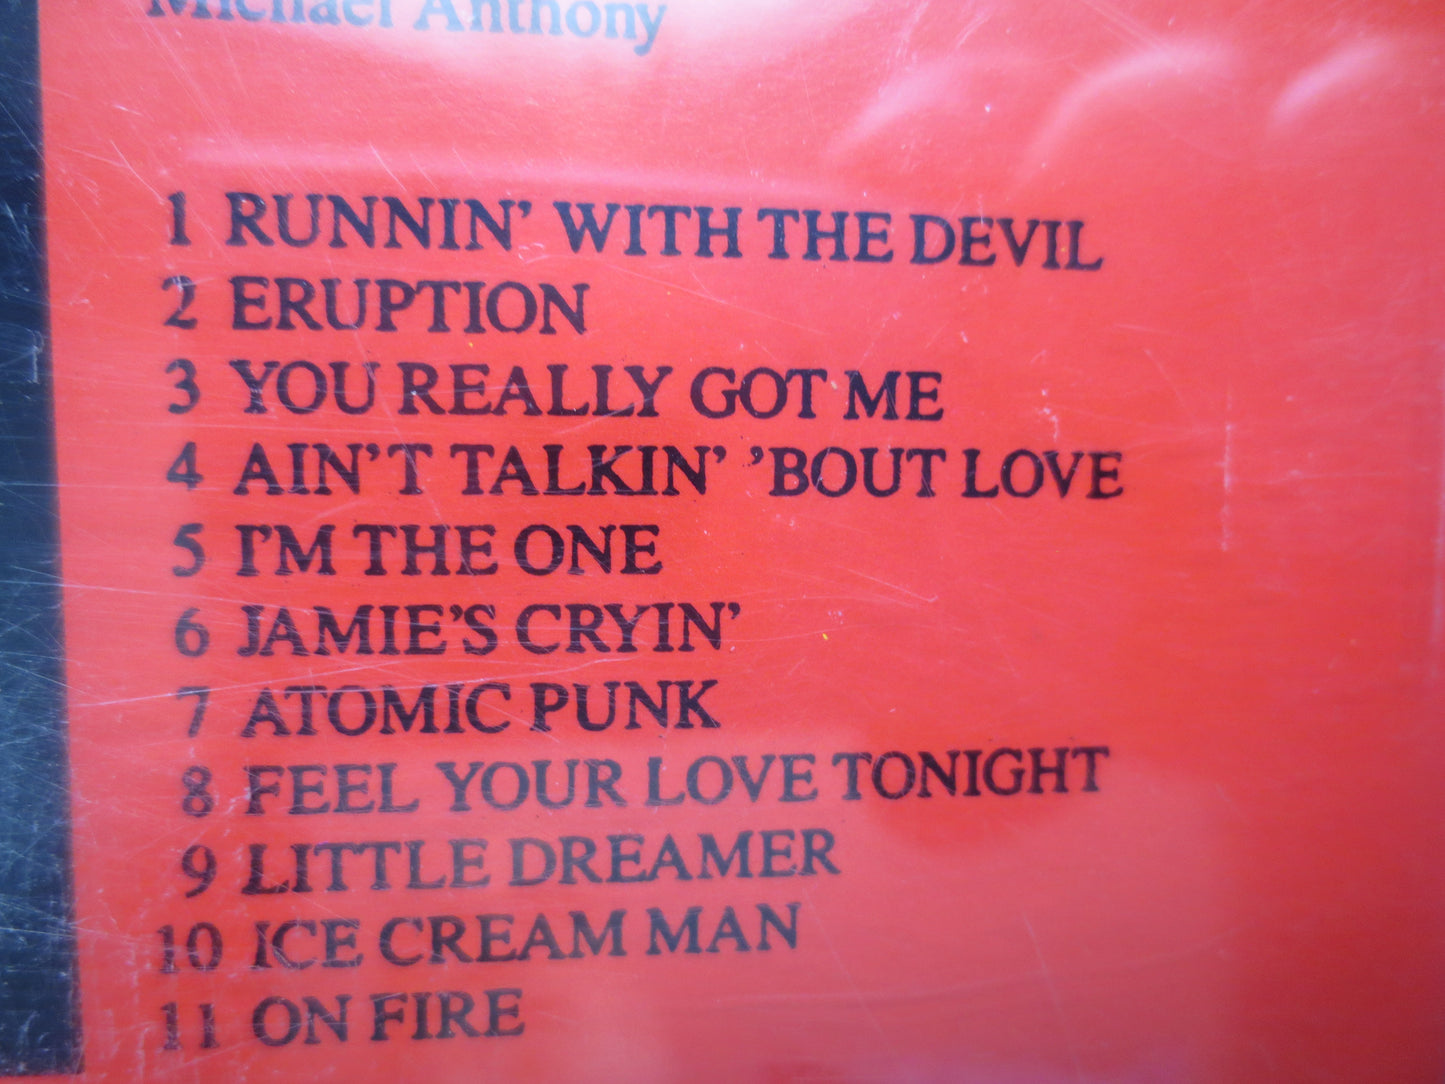 Michael Anthony
1 RUNNIN' WITH THE DEVIL
2 ERUPTION
3 YOU REALLY GOT ME
4 AIN'T TALKIN' 'BOUT LOVE
5 I'M THE ONE
6 JAMIE'S CRYIN'
7 ATOMIC PUNK
8 FEEL YOUR LOVE TONIGHT
9 LITTLE DREAMER
10 ICE CREAM MAN
11 ON FIRE